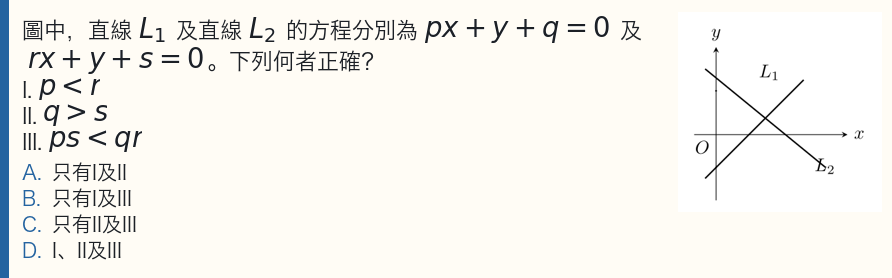 圖中，直線 L₁ 及直線 L₂ 的方程分別為 px + y + q = 0 及
rx + y + s = 0。下列何者正確?
I. p < r
II. q > s
III. ps < qr
A. 只有I及II
B. 只有I及III
C. 只有II及III
D. I、II及III
y
L₁
x
O
L₂